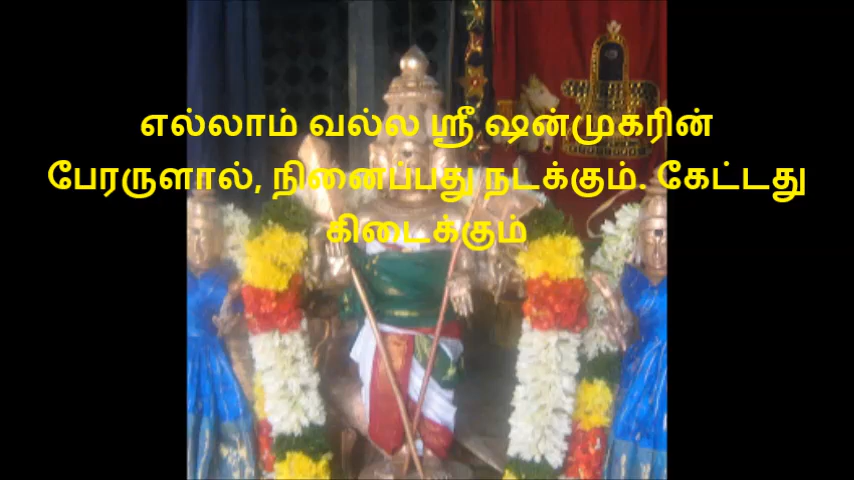 எல்லாம் வல்ல ஸ்ரீ ஷன்முகரின்
பேரருளால், நினைப்பது நடக்கும். கேட்டது
கிடைக்கும்